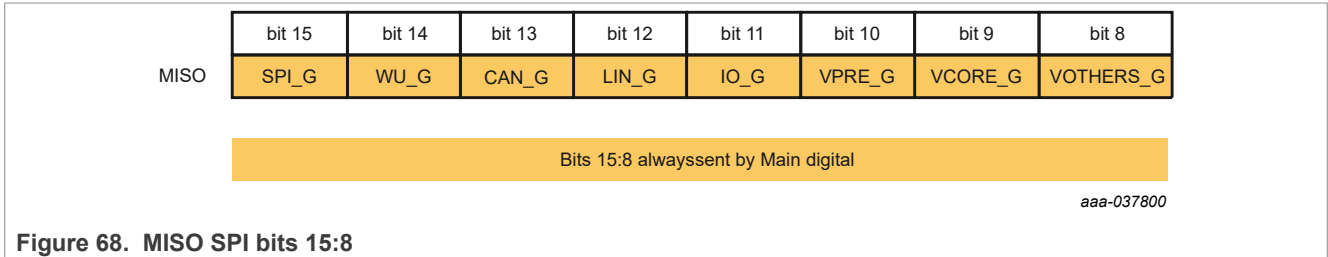 bit 15 bit 14 bit 13 bit 12 bit 11 bit 10 bit 9 bit 8
MISO SPI_G WU_G CAN_G LIN_G IO_G VPRE_G VCORE_G VOTHERS_G
Bits 15:8 alwayssent by Main digital
aaa-037800
Figure 68. MISO SPI bits 15:8